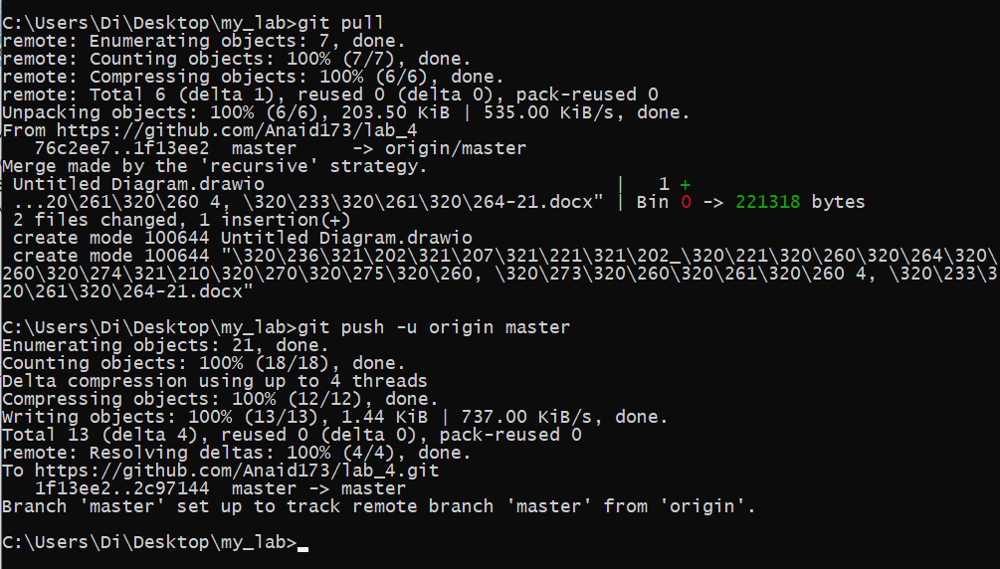 C:\Users\Di\Desktop\my_lab>git pull
remote: Enumerating objects: 7, done.
remote: Counting objects: 100% (7/7), done.
remote: Compressing objects: 100% (6/6), done.
remote: Total 6 (delta 1), reused 0 (delta 0), pack-reused 0
Unpacking objects: 100% (6/6), 203.50 KiB | 535.00 KiB/s, done.
From https://github.com/Anaid173/lab_4
   76c2ee7..1f13ee2  master     -> origin/master
Merge made by the 'recursive' strategy.
 Untitled Diagram.drawio                                |   1 +
 ...20\261\320\260 4, \320\233\320\261\320\264-21.docx" | Bin 0 -> 221318 bytes
 2 files changed, 1 insertion(+)
 create mode 100644 Untitled Diagram.drawio
 create mode 100644 "\320\236\321\202\321\207\321\221\321\202_\320\221\320\260\320\264\320\
260\320\274\321\210\320\270\320\275\320\260, \320\273\320\260\320\261\320\260 4, \320\233\3
20\261\320\264-21.docx"
C:\Users\Di\Desktop\my_lab>git push -u origin master
Enumerating objects: 21, done.
Counting objects: 100% (18/18), done.
Delta compression using up to 4 threads
Compressing objects: 100% (12/12), done.
Writing objects: 100% (13/13), 1.44 KiB | 737.00 KiB/s, done.
Total 13 (delta 4), reused 0 (delta 0), pack-reused 0
remote: Resolving deltas: 100% (4/4), done.
To https://github.com/Anaid173/lab_4.git
   1f13ee2..2c97144  master -> master
Branch 'master' set up to track remote branch 'master' from 'origin'.
C:\Users\Di\Desktop\my_lab>